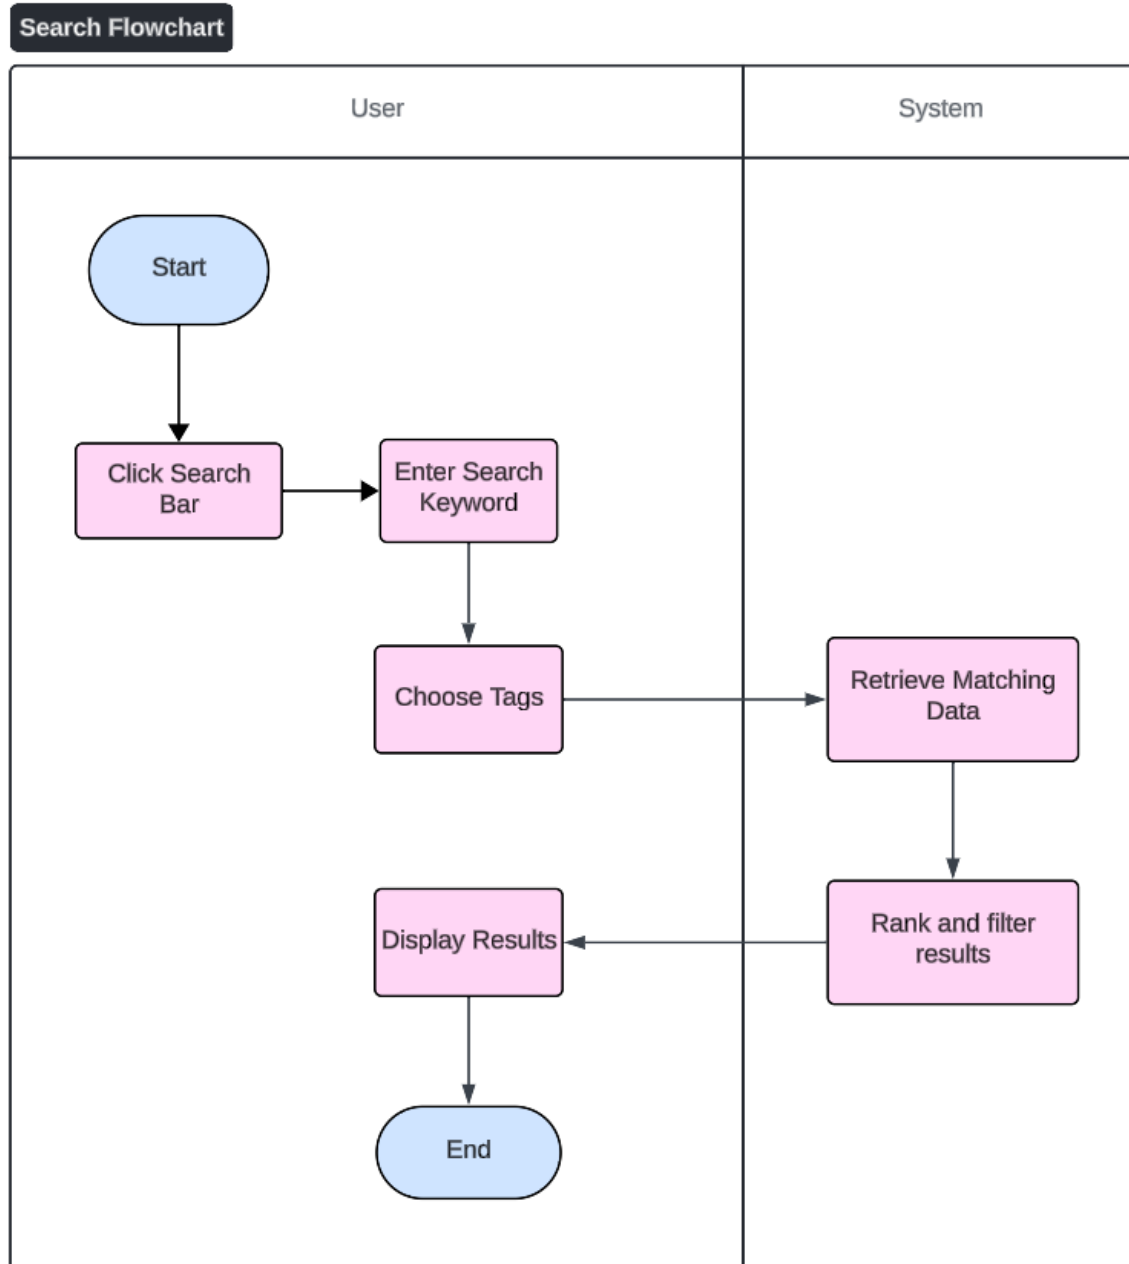 Search Flowchart
User
System
Start
Click Search
Bar
Enter Search
Keyword
Choose Tags
Retrieve Matching
Data
Display Results
Rank and filter
results
End